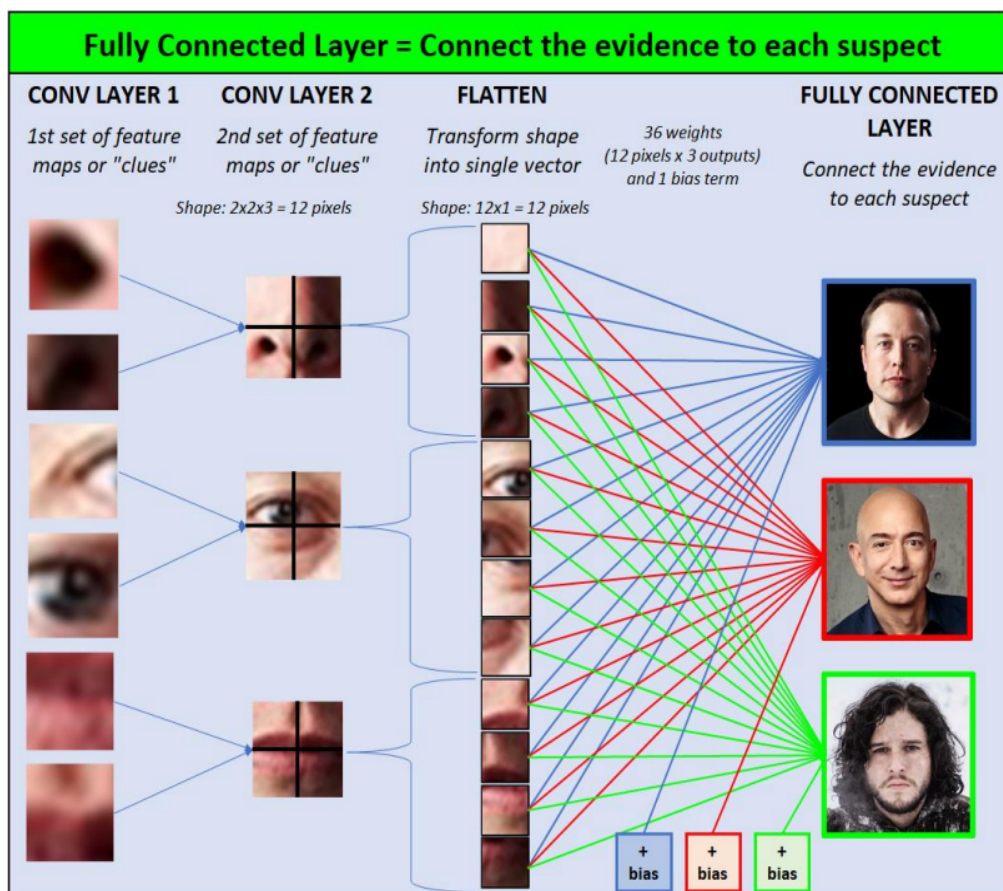 Fully Connected Layer = Connect the evidence to each suspect
CONV LAYER 1
1st set of feature
maps or "clues"
CONV LAYER 2
2nd set of feature
maps or "clues"
Shape: 2x2x3 = 12 pixels
FLATTEN
Transform shape
into single vector
Shape: 12x1 = 12 pixels
36 weights
(12 pixels x 3 outputs)
and 1 bias term
FULLY CONNECTED
LAYER
Connect the evidence
to each suspect
+
bias
+
bias
+
bias